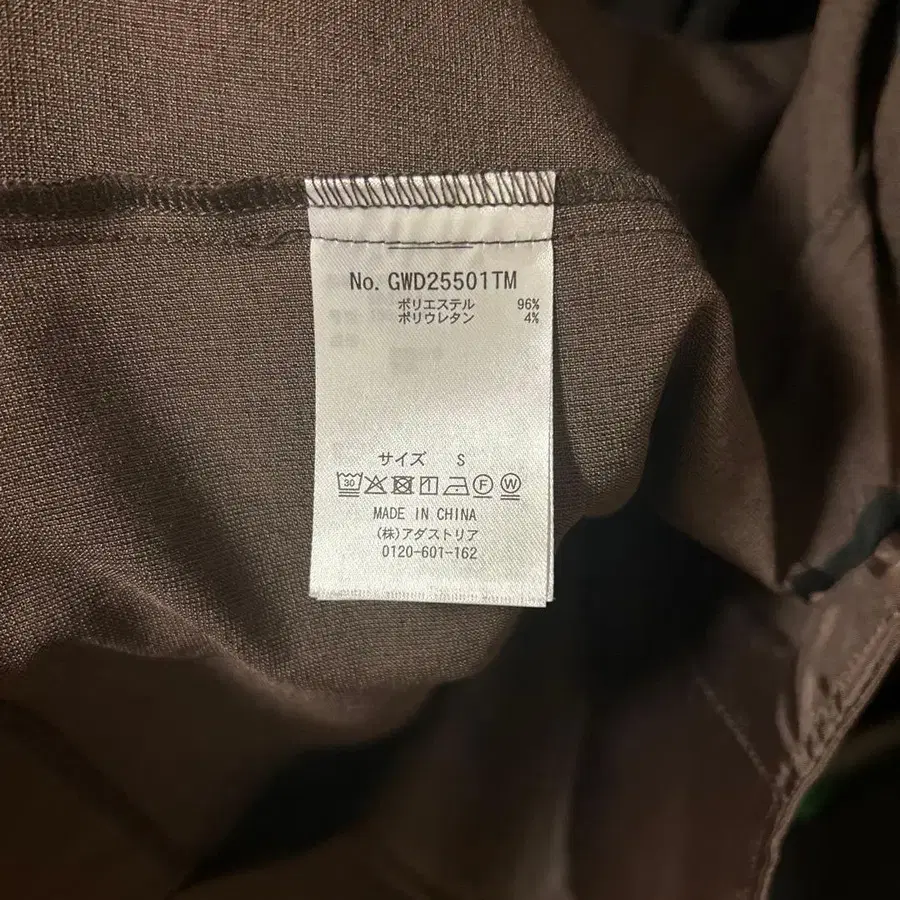 No. GWD25501TM
ポリエステル 96%
ポリウレタン 4%
サイズ S
30 F W
MADE IN CHINA
(株)アダストリア
0120-601-162